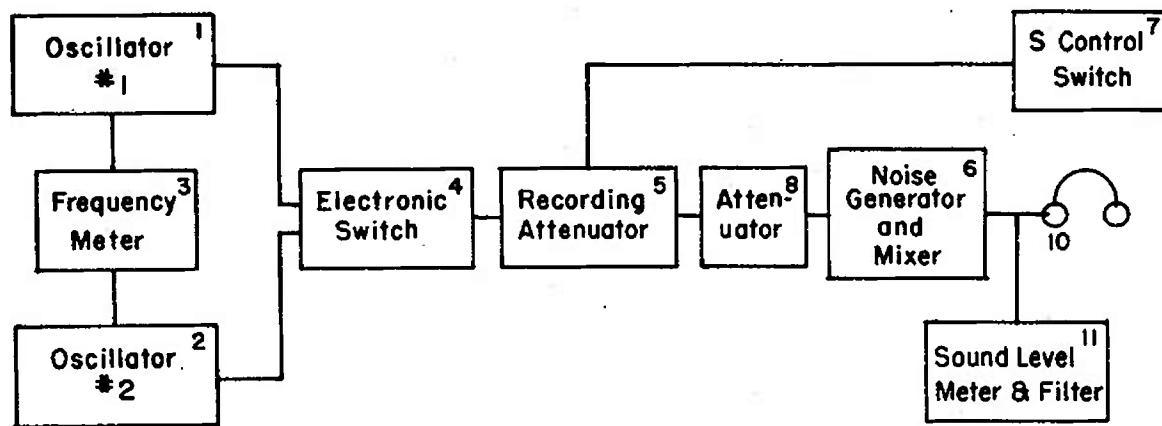 Oscillator 1
#1
S Control 7
Switch
Frequency 3
Meter
Electronic 4
Switch
Recording 5
Attenuator
Atten- 8
uator
6
Noise
Generator
and
Mixer
10
Oscillator 2
#2
Sound Level 11
Meter & Filter